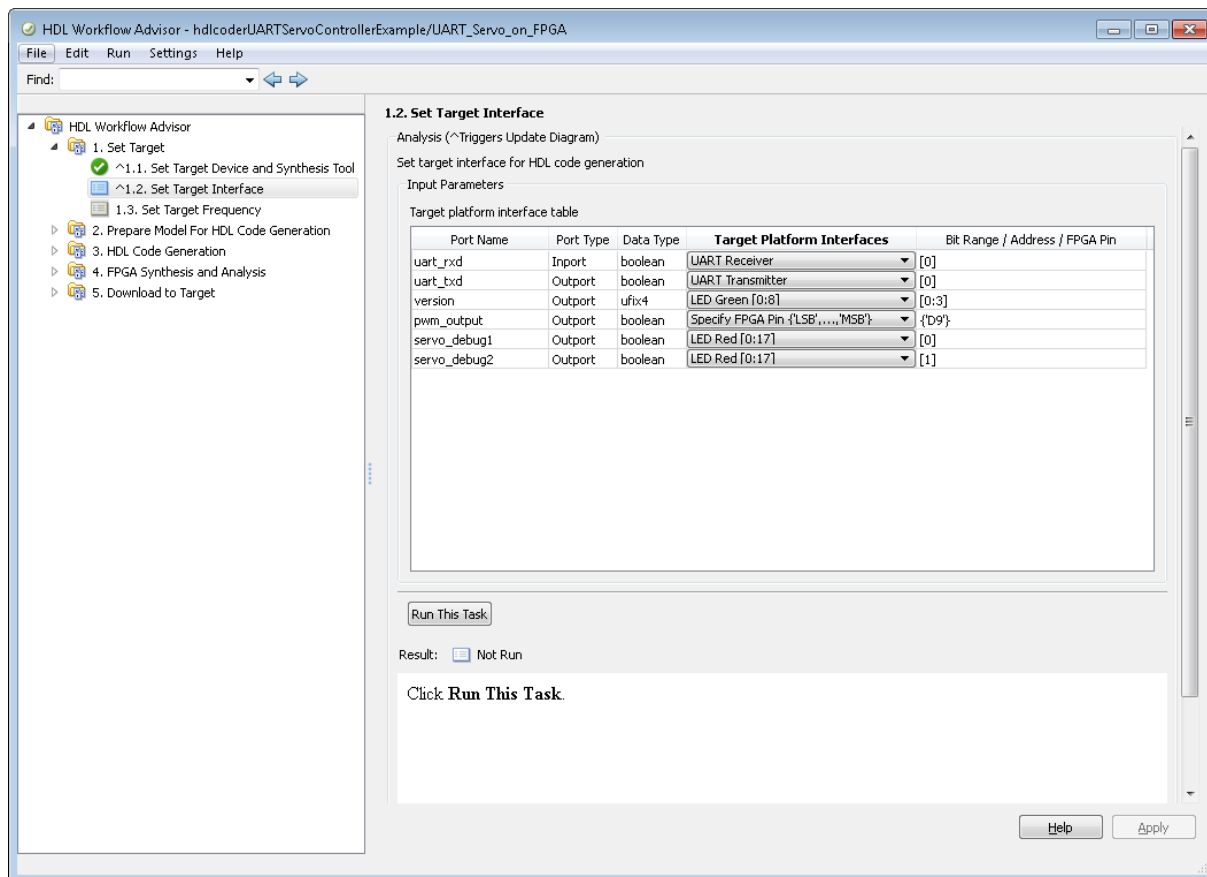 HDL Workflow Advisor - hdlcoderUARTServoControllerExample/UART_Servo_on_FPGA
File Edit Run Settings Help
Find:
HDL Workflow Advisor
1. Set Target
^1.1. Set Target Device and Synthesis Tool
^1.2. Set Target Interface
1.3. Set Target Frequency
2. Prepare Model For HDL Code Generation
3. HDL Code Generation
4. FPGA Synthesis and Analysis
5. Download to Target
1.2. Set Target Interface
Analysis (^Triggers Update Diagram)
Set target interface for HDL code generation
Input Parameters
Target platform interface table
Port Name Port Type Data Type Target Platform Interfaces Bit Range / Address / FPGA Pin
uart_rxd Inport boolean UART Receiver [0]
uart_txd Outport boolean UART Transmitter [0]
version Outport ufix4 LED Green [0:8] [0:3]
pwm_output Outport boolean Specify FPGA Pin {'LSB',...,'MSB'} {'D9'}
servo_debug1 Outport boolean LED Red [0:17] [0]
servo_debug2 Outport boolean LED Red [0:17] [1]
Run This Task
Result: Not Run
Click Run This Task.
Help Apply